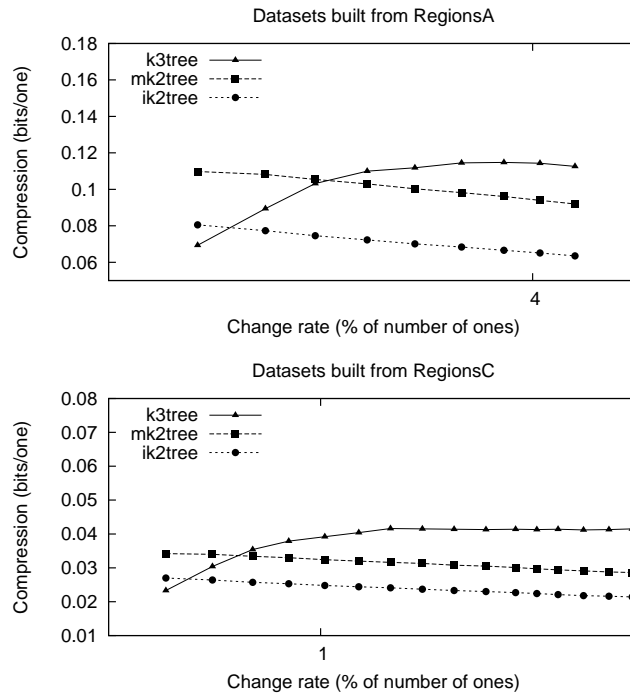 Datasets built from RegionsA
Compression (bits/one)
0.18
0.16
0.14
0.12
0.1
0.08
0.06
k3tree
mk2tree
ik2tree
4
Change rate (% of number of ones)
Datasets built from RegionsC
Compression (bits/one)
0.08
0.07
0.06
0.05
0.04
0.03
0.02
0.01
k3tree
mk2tree
ik2tree
1
Change rate (% of number of ones)